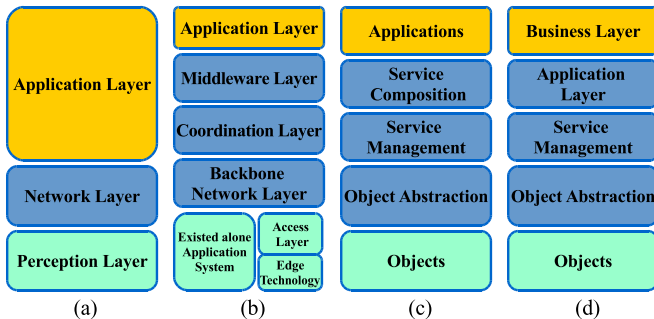 Application Layer
Network Layer
Perception Layer
(a)
Application Layer
Middleware Layer
Coordination Layer
Backbone
Network Layer
Existed alone
Application
System
Access
Layer
Edge
Technology
(b)
Applications
Service
Composition
Service
Management
Object Abstraction
Objects
(c)
Business Layer
Application
Layer
Service
Management
Object Abstraction
Objects
(d)